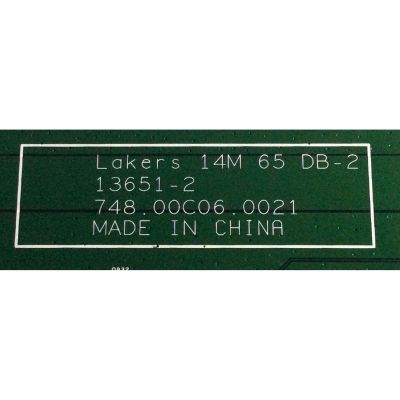 Lakers 14M 65 DB-2
13651-2
748.00C06.0021
MADE IN CHINA